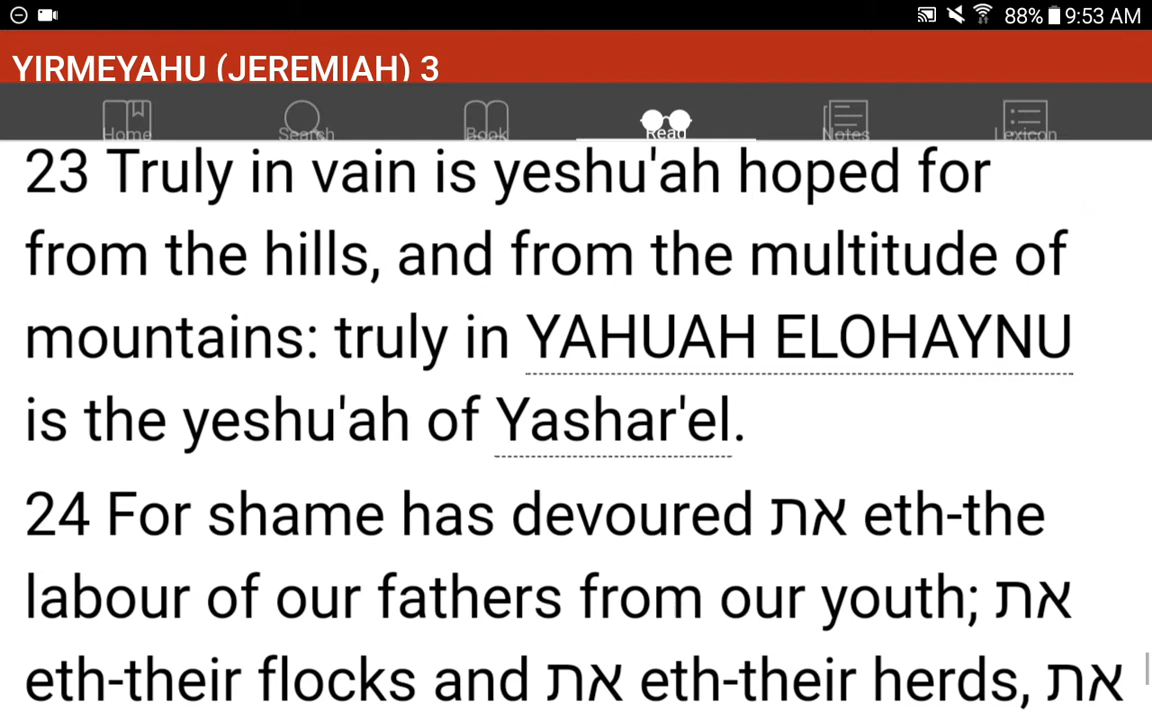 88% 9:53 AM
YIRMEYAHU (JEREMIAH) 3
Home Search Book Read Notes Lexicon
23 Truly in vain is yeshu'ah hoped for
from the hills, and from the multitude of
mountains: truly in YAHUAH ELOHAYNU
is the yeshu'ah of Yashar'el.
24 For shame has devoured את eth-the
labour of our fathers from our youth; את
eth-their flocks and את eth-their herds, את